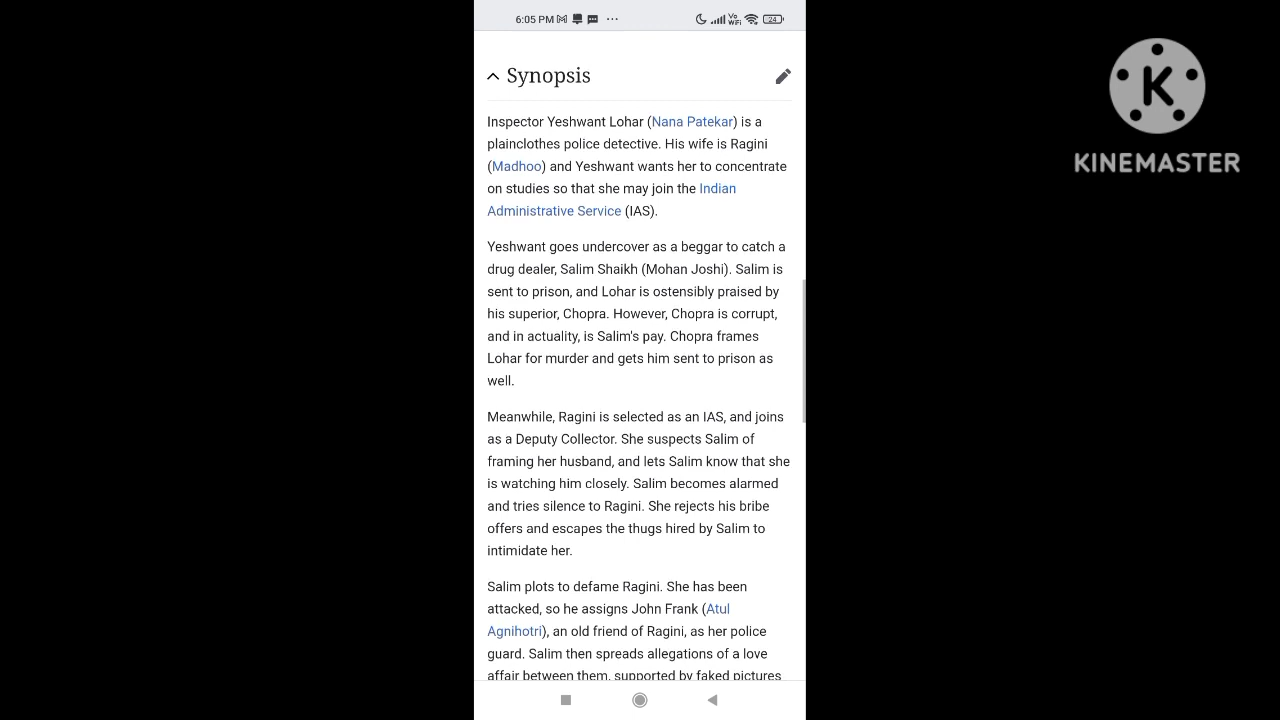 6:05 PM
Vo
WiFi
24
Synopsis
Inspector Yeshwant Lohar (Nana Patekar) is a
plainclothes police detective. His wife is Ragini
(Madhoo) and Yeshwant wants her to concentrate
on studies so that she may join the Indian
Administrative Service (IAS).
Yeshwant goes undercover as a beggar to catch a
drug dealer, Salim Shaikh (Mohan Joshi). Salim is
sent to prison, and Lohar is ostensibly praised by
his superior, Chopra. However, Chopra is corrupt,
and in actuality, is Salim's pay. Chopra frames
Lohar for murder and gets him sent to prison as
well.
Meanwhile, Ragini is selected as an IAS, and joins
as a Deputy Collector. She suspects Salim of
framing her husband, and lets Salim know that she
is watching him closely. Salim becomes alarmed
and tries silence to Ragini. She rejects his bribe
offers and escapes the thugs hired by Salim to
intimidate her.
Salim plots to defame Ragini. She has been
attacked, so he assigns John Frank (Atul
Agnihotri), an old friend of Ragini, as her police
guard. Salim then spreads allegations of a love
affair between them, supported by faked pictures
K
KINEMASTER